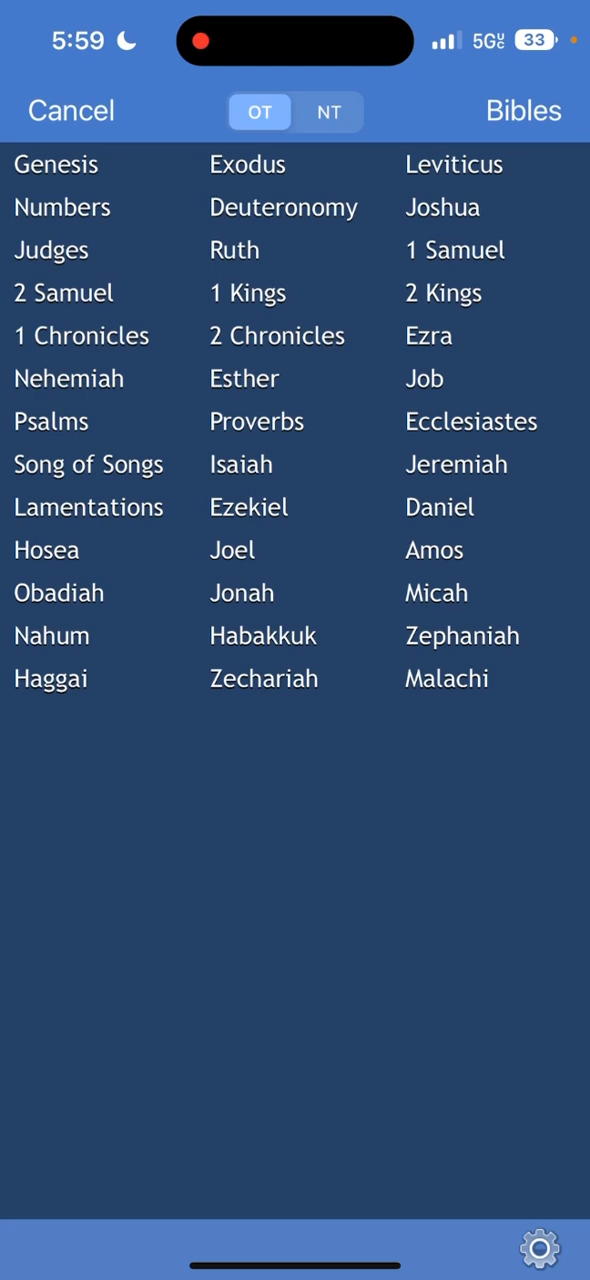 5:59 5GUC 33
Cancel OT NT Bibles
Genesis Exodus Leviticus
Numbers Deuteronomy Joshua
Judges Ruth 1 Samuel
2 Samuel 1 Kings 2 Kings
1 Chronicles 2 Chronicles Ezra
Nehemiah Esther Job
Psalms Proverbs Ecclesiastes
Song of Songs Isaiah Jeremiah
Lamentations Ezekiel Daniel
Hosea Joel Amos
Obadiah Jonah Micah
Nahum Habakkuk Zephaniah
Haggai Zechariah Malachi